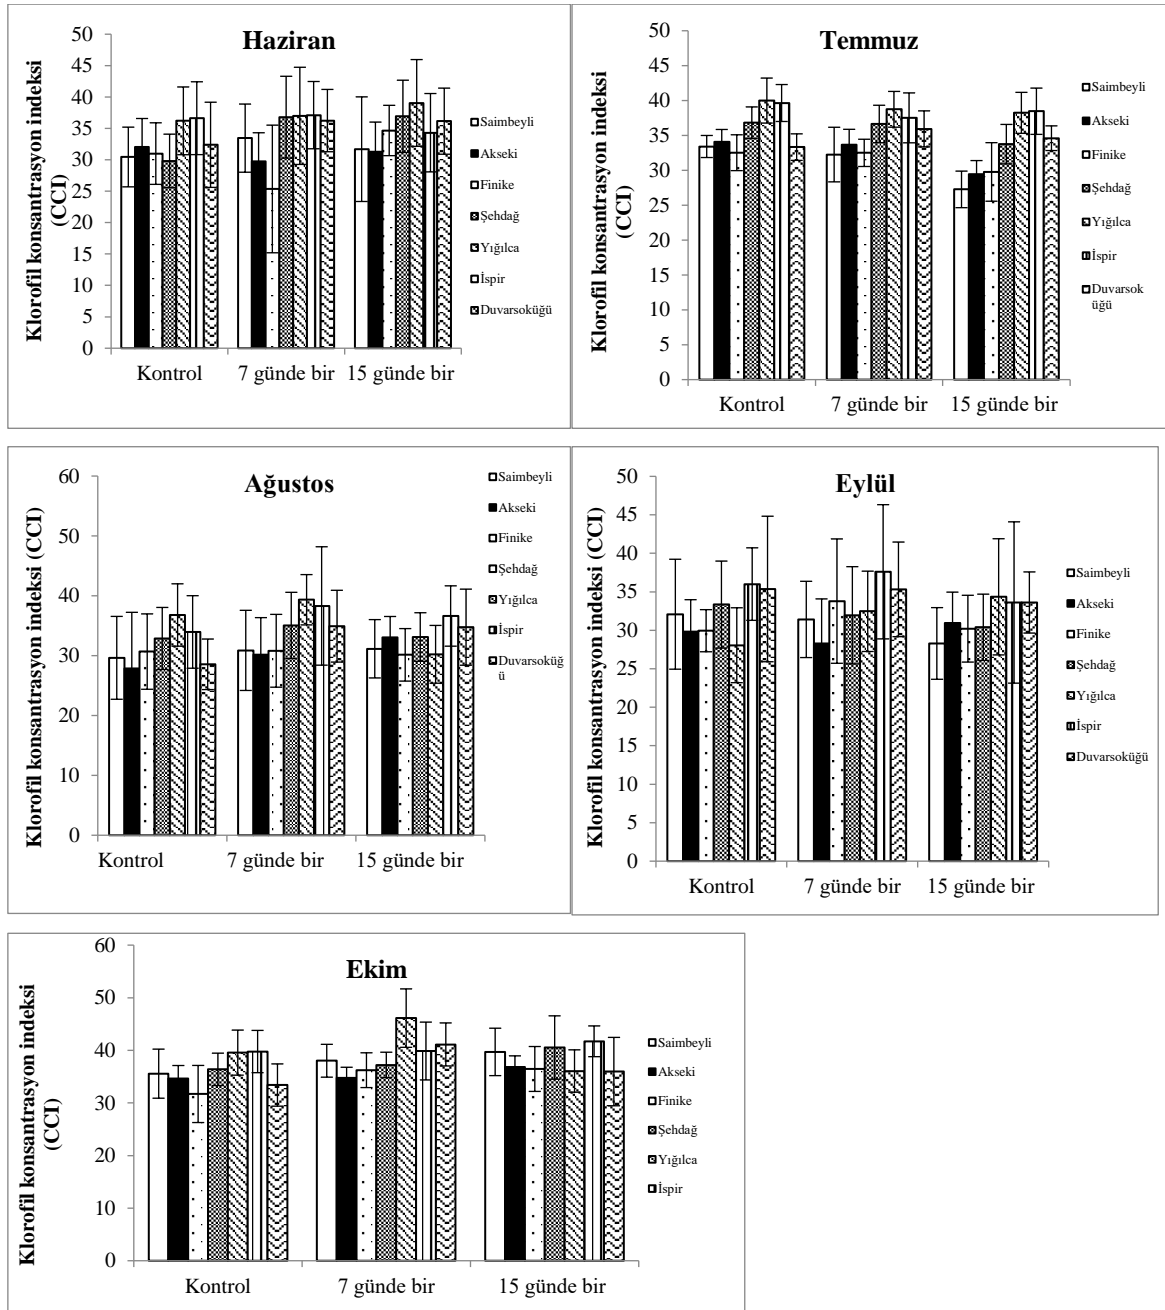 Haziran
Klorofil konsantrasyon indeksi
(CCI)
50
45
40
35
30
25
20
15
10
5
0
Kontrol
7 günde bir
15 günde bir
Saimbeyli
Akseki
Finike
Şehdağ
Yığılca
İspir
Duvarsoküğü
Temmuz
Klorofil konsantrasyon indeksi
(CCI)
50
45
40
35
30
25
20
15
10
5
0
Kontrol
7 günde bir
15 günde bir
Saimbeyli
Akseki
Finike
Şehdağ
Yığılca
İspir
Duvarsok
üğü
Ağustos
Klorofil konsantrasyon indeksi (CCI)
60
50
40
30
20
10
0
Kontrol
7 günde bir
15 günde bir
Saimbeyli
Akseki
Finike
Şehdağ
Yığılca
İspir
Duvarsoküğ
ü
Eylül
Klorofil konsantrasyon indeksi (CCI)
50
45
40
35
30
25
20
15
10
5
0
Kontrol
7 günde bir
15 günde bir
Saimbeyli
Akseki
Finike
Şehdağ
Yığılca
İspir
Duvarsoküğü
Ekim
Klorofil konsantrasyon indeksi
(CCI)
60
50
40
30
20
10
0
Kontrol
7 günde bir
15 günde bir
Saimbeyli
Akseki
Finike
Şehdağ
Yığılca
İspir